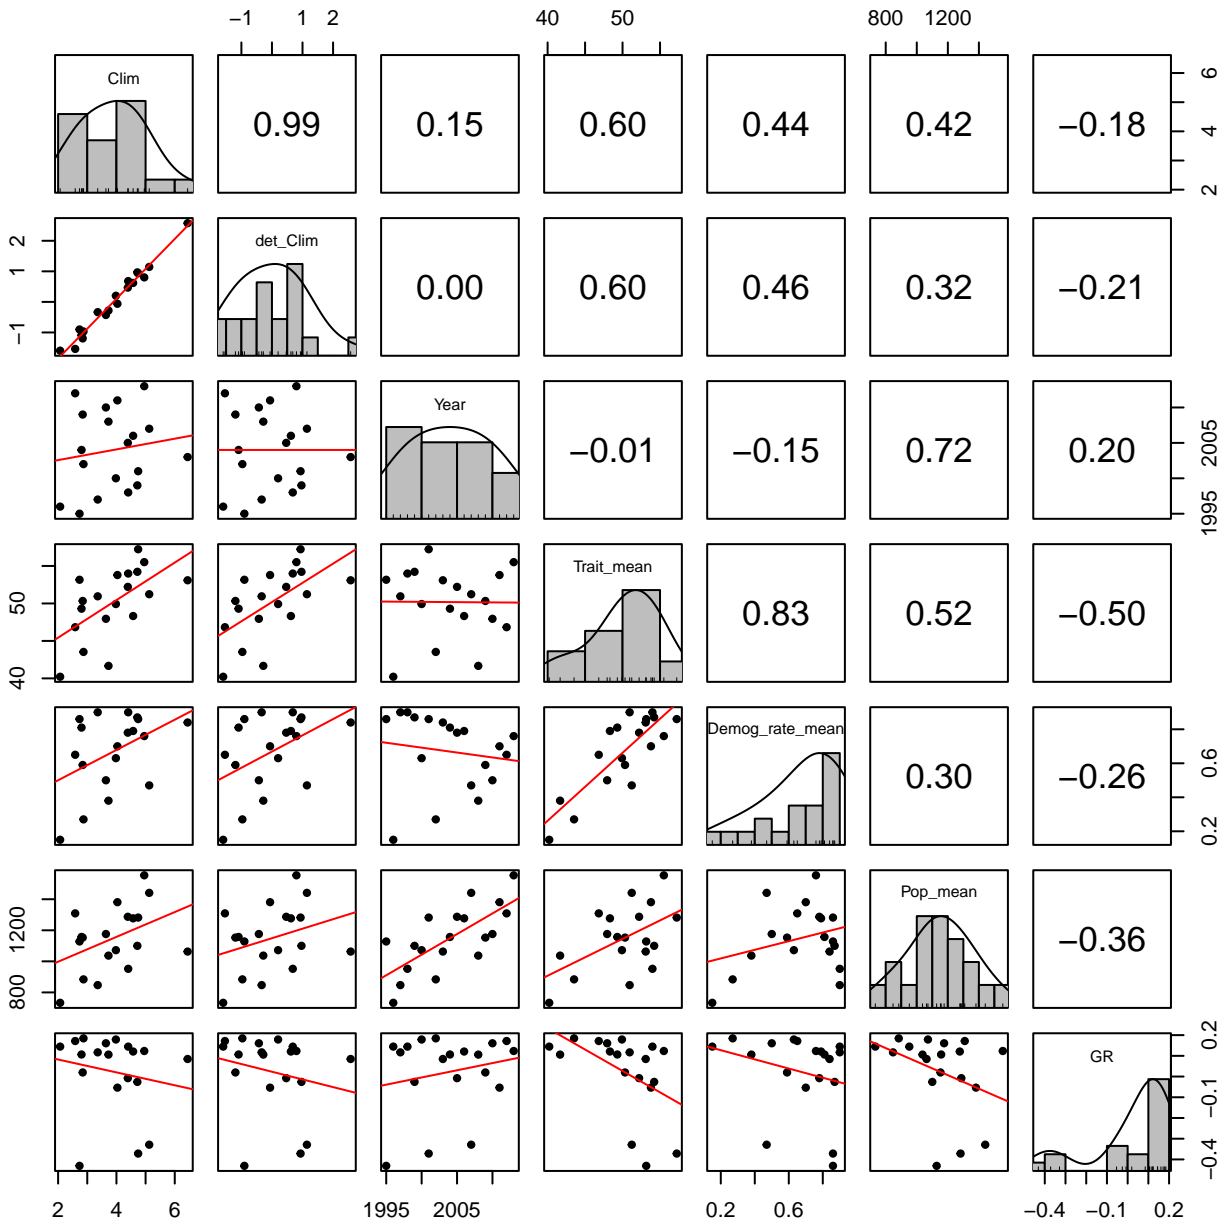 −1 1 2 40 50 800 1200
Clim 0.99 0.15 0.60 0.44 0.42 −0.18 2 4 6
−1 1 2 det_Clim 0.00 0.60 0.46 0.32 −0.21
Year −0.01 −0.15 0.72 0.20 1995 2005
40 50 Trait_mean 0.83 0.52 −0.50
Demog_rate_mean 0.30 −0.26 0.2 0.6
800 1200 Pop_mean −0.36
GR −0.4 −0.1 0.2
2 4 6 1995 2005 0.2 0.6 −0.4 −0.1 0.2